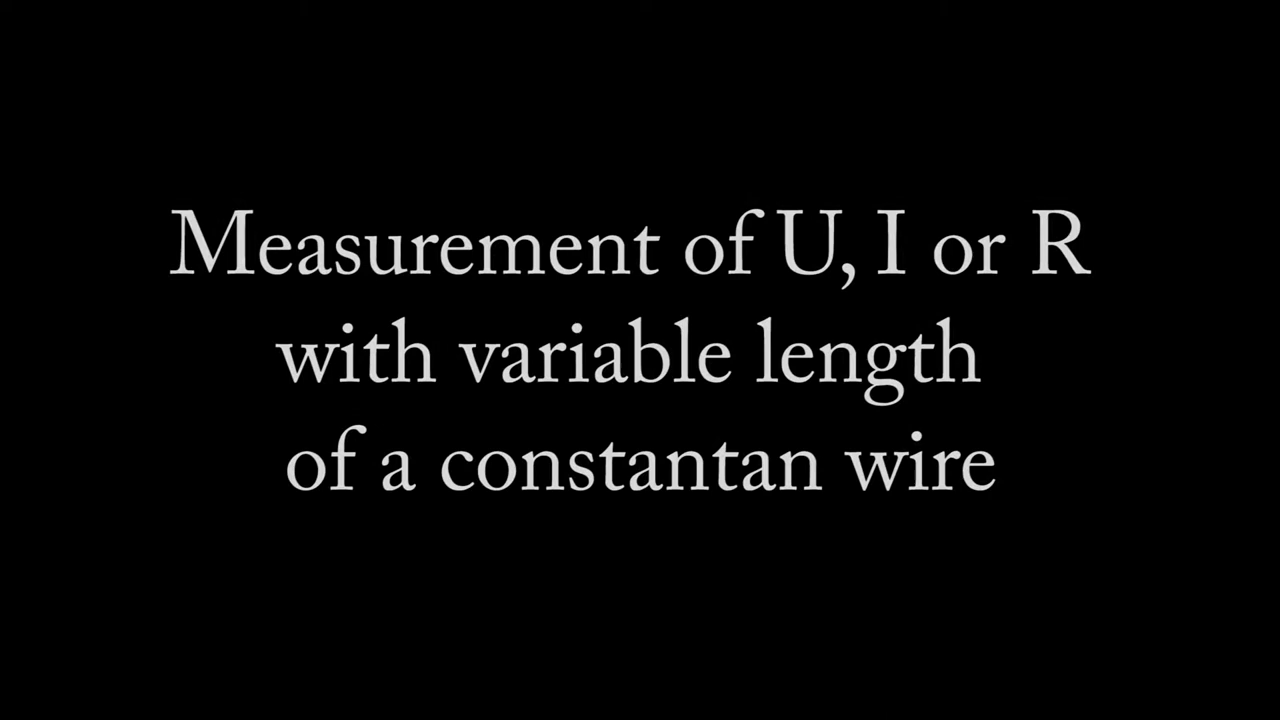 Measurement of U, I or R
with variable length
of a constantan wire